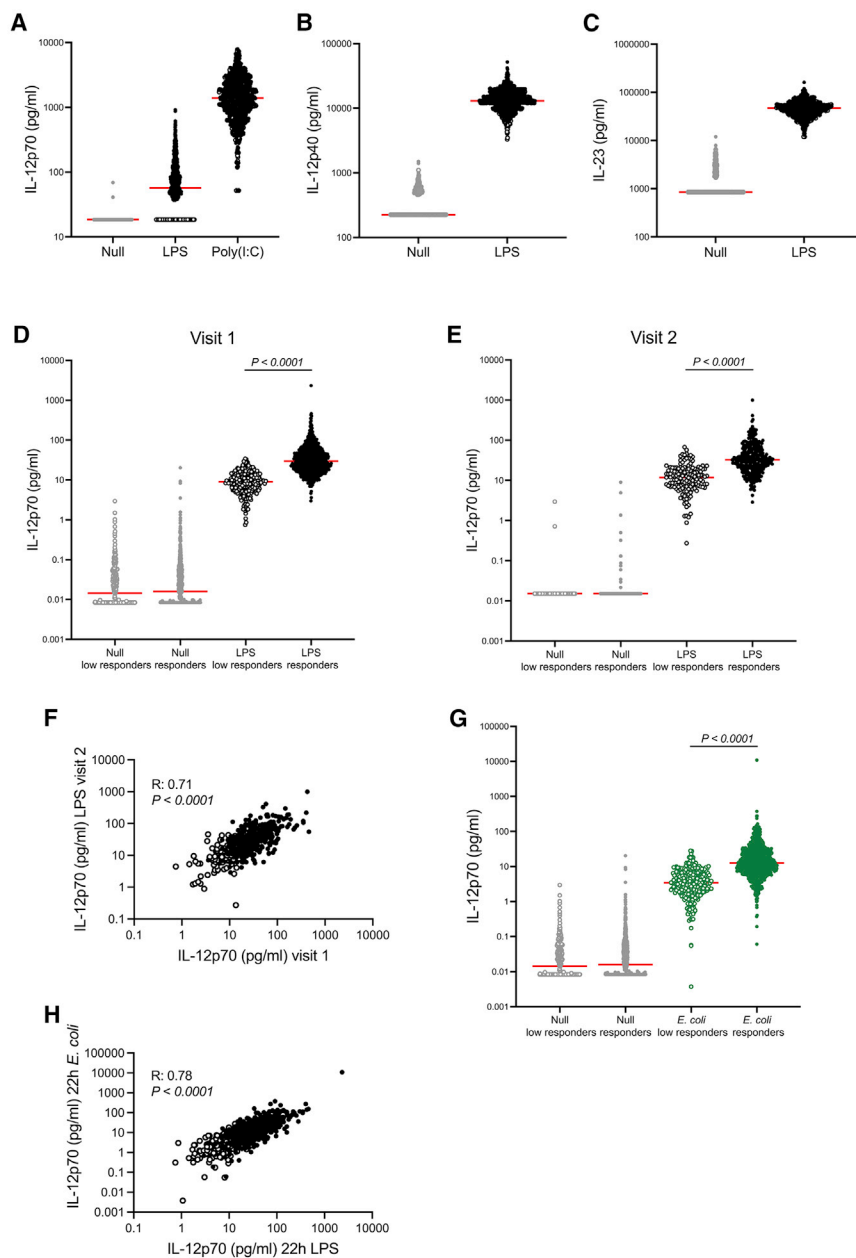 A
IL-12p70 (pg/ml)
10000
1000
100
10
Null
LPS
Poly(I:C)
B
IL-12p40 (pg/ml)
100000
10000
1000
100
Null
LPS
C
IL-23 (pg/ml)
1000000
100000
10000
1000
100
Null
LPS
D
Visit 1
P < 0.0001
IL-12p70 (pg/ml)
10000
1000
100
10
1
0.1
0.01
0.001
Null
low responders
Null
responders
LPS
low responders
LPS
responders
E
Visit 2
P < 0.0001
IL-12p70 (pg/ml)
10000
1000
100
10
1
0.1
0.01
0.001
Null
low responders
Null
responders
LPS
low responders
LPS
responders
F
IL-12p70 (pg/ml) LPS visit 2
10000
1000
100
10
1
0.1
R: 0.71
P < 0.0001
0.1
1
10
100
1000
10000
IL-12p70 (pg/ml) visit 1
G
P < 0.0001
IL-12p70 (pg/ml)
100000
10000
1000
100
10
1
0.1
0.01
0.001
Null
low responders
Null
responders
E. coli
low responders
E. coli
responders
H
IL-12p70 (pg/ml) 22h E. coli
100000
10000
1000
100
10
1
0.1
0.01
0.001
R: 0.78
P < 0.0001
0.1
1
10
100
1000
10000
IL-12p70 (pg/ml) 22h LPS